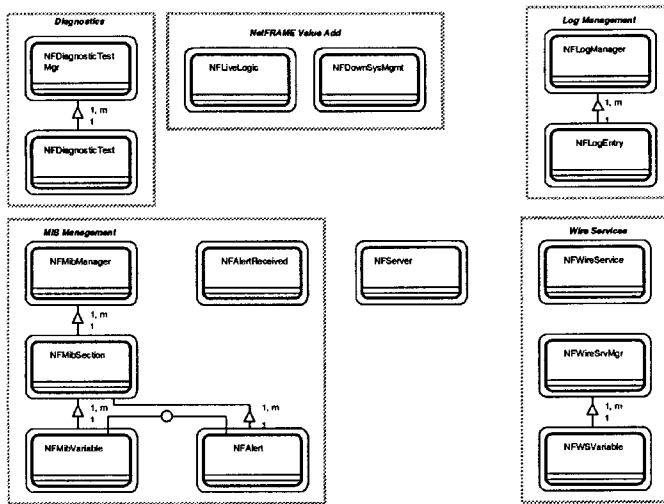 Diagnostics
NFDiagnosticTest
Mgr
1, m
1
NFDiagnosticTest
NetFRAME Value Add
NFLiveLogic
NFDownSysMgmt
Log Management
NFLogManager
1, m
1
NFLogEntry
MIB Management
NFMibManager
1, m
1
NFMibSection
1, m
1
NFMibVariable
NFAlertReceived
1, m
1
NFAlert
NFServer
Wire Services
NFWireService
NFWireSrvMgr
1, m
1
NFWSVariable